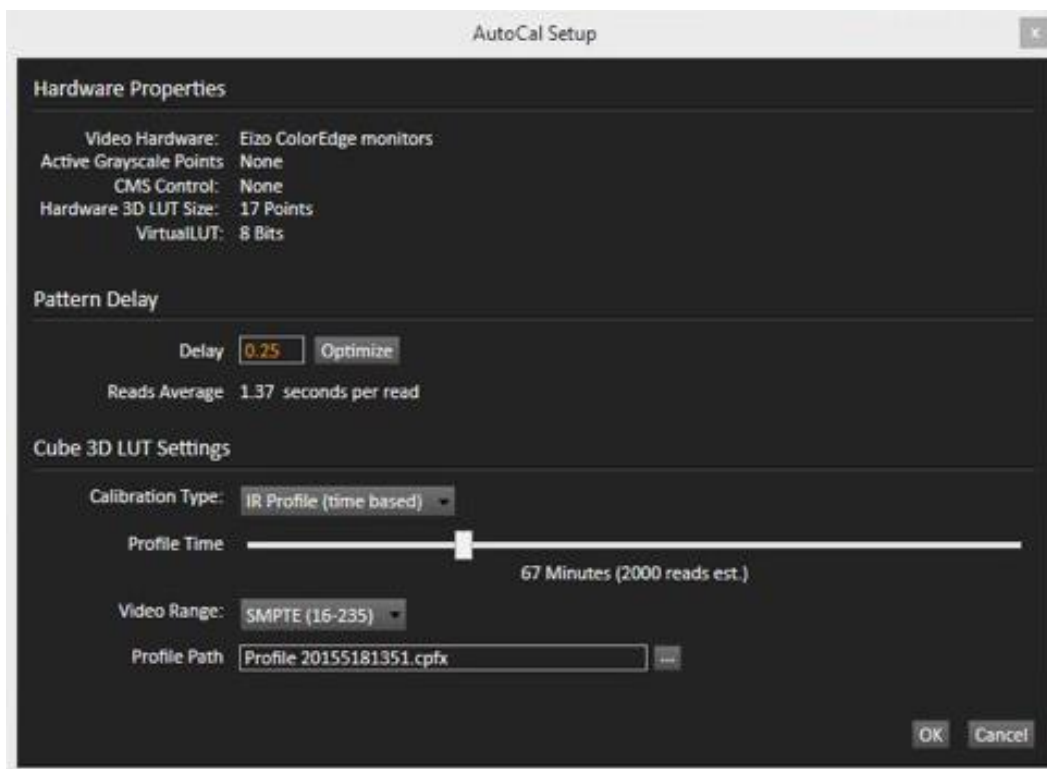 AutoCal Setup
x
Hardware Properties
Video Hardware: Eizo ColorEdge monitors
Active Grayscale Points None
CMS Control: None
Hardware 3D LUT Size: 17 Points
VirtualLUT: 8 Bits
Pattern Delay
Delay 0.25 Optimize
Reads Average 1.37 seconds per read
Cube 3D LUT Settings
Calibration Type: IR Profile (time based)
Profile Time
67 Minutes (2000 reads est.)
Video Range: SMPTE (16-235)
Profile Path Profile 20155181351.cpfx ...
OK Cancel